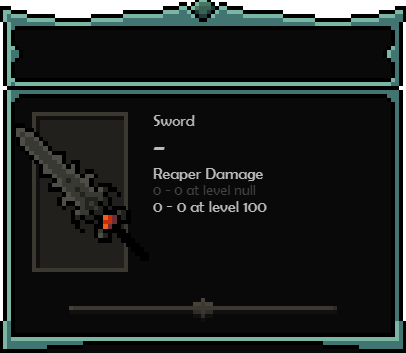 Sword
–
Reaper Damage
0 - 0 at level null
0 - 0 at level 100